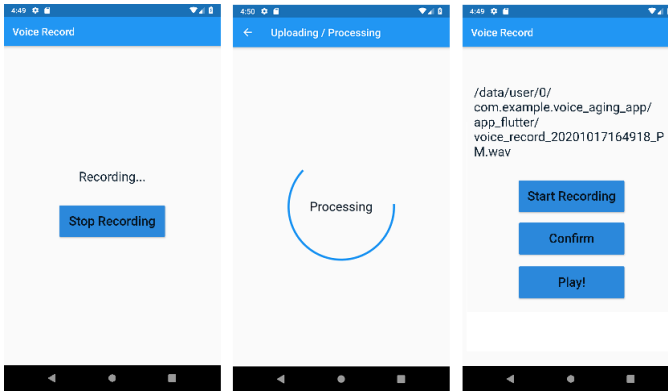 4:49
Voice Record
Recording...
Stop Recording
4:50
Uploading / Processing
Processing
4:49
Voice Record
/data/user/0/
com.example.voice_aging_app/
app_flutter/
voice_record_20201017164918_P
M.wav
Start Recording
Confirm
Play!